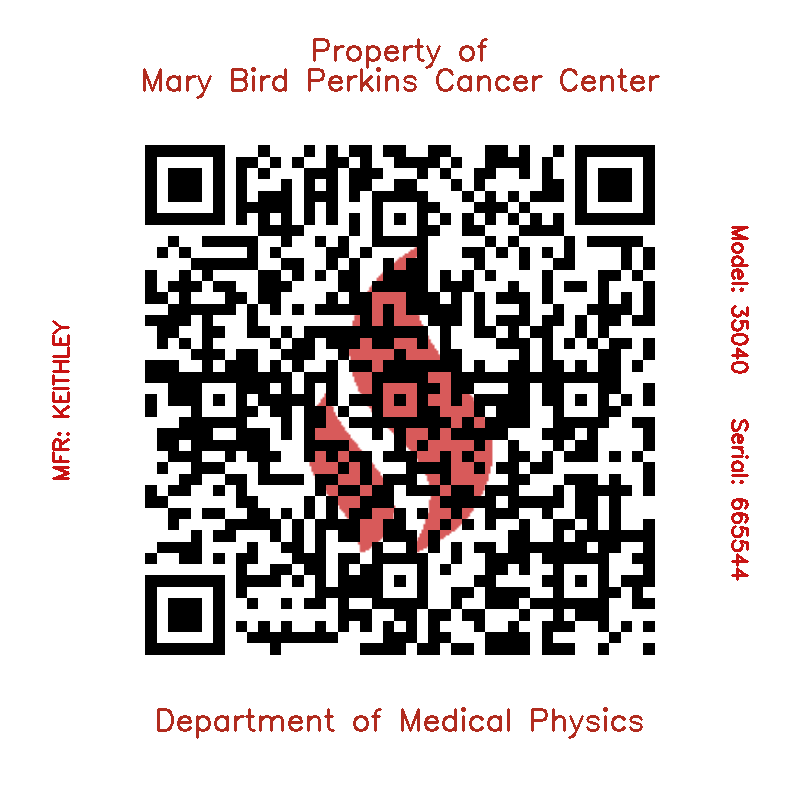 Property of
Mary Bird Perkins Cancer Center
MFR: KEITHLEY
Model: 35040 Serial: 665544
Department of Medical Physics